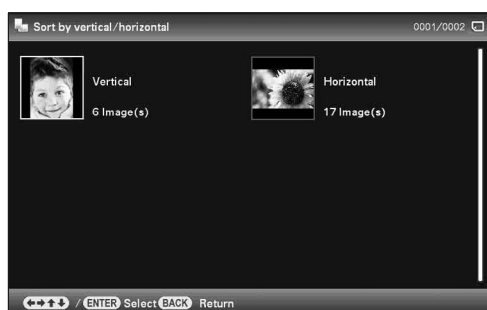 Sort by vertical/horizontal 0001/0002
Vertical Horizontal
6 Image(s) 17 Image(s)
/ ENTER Select BACK Return